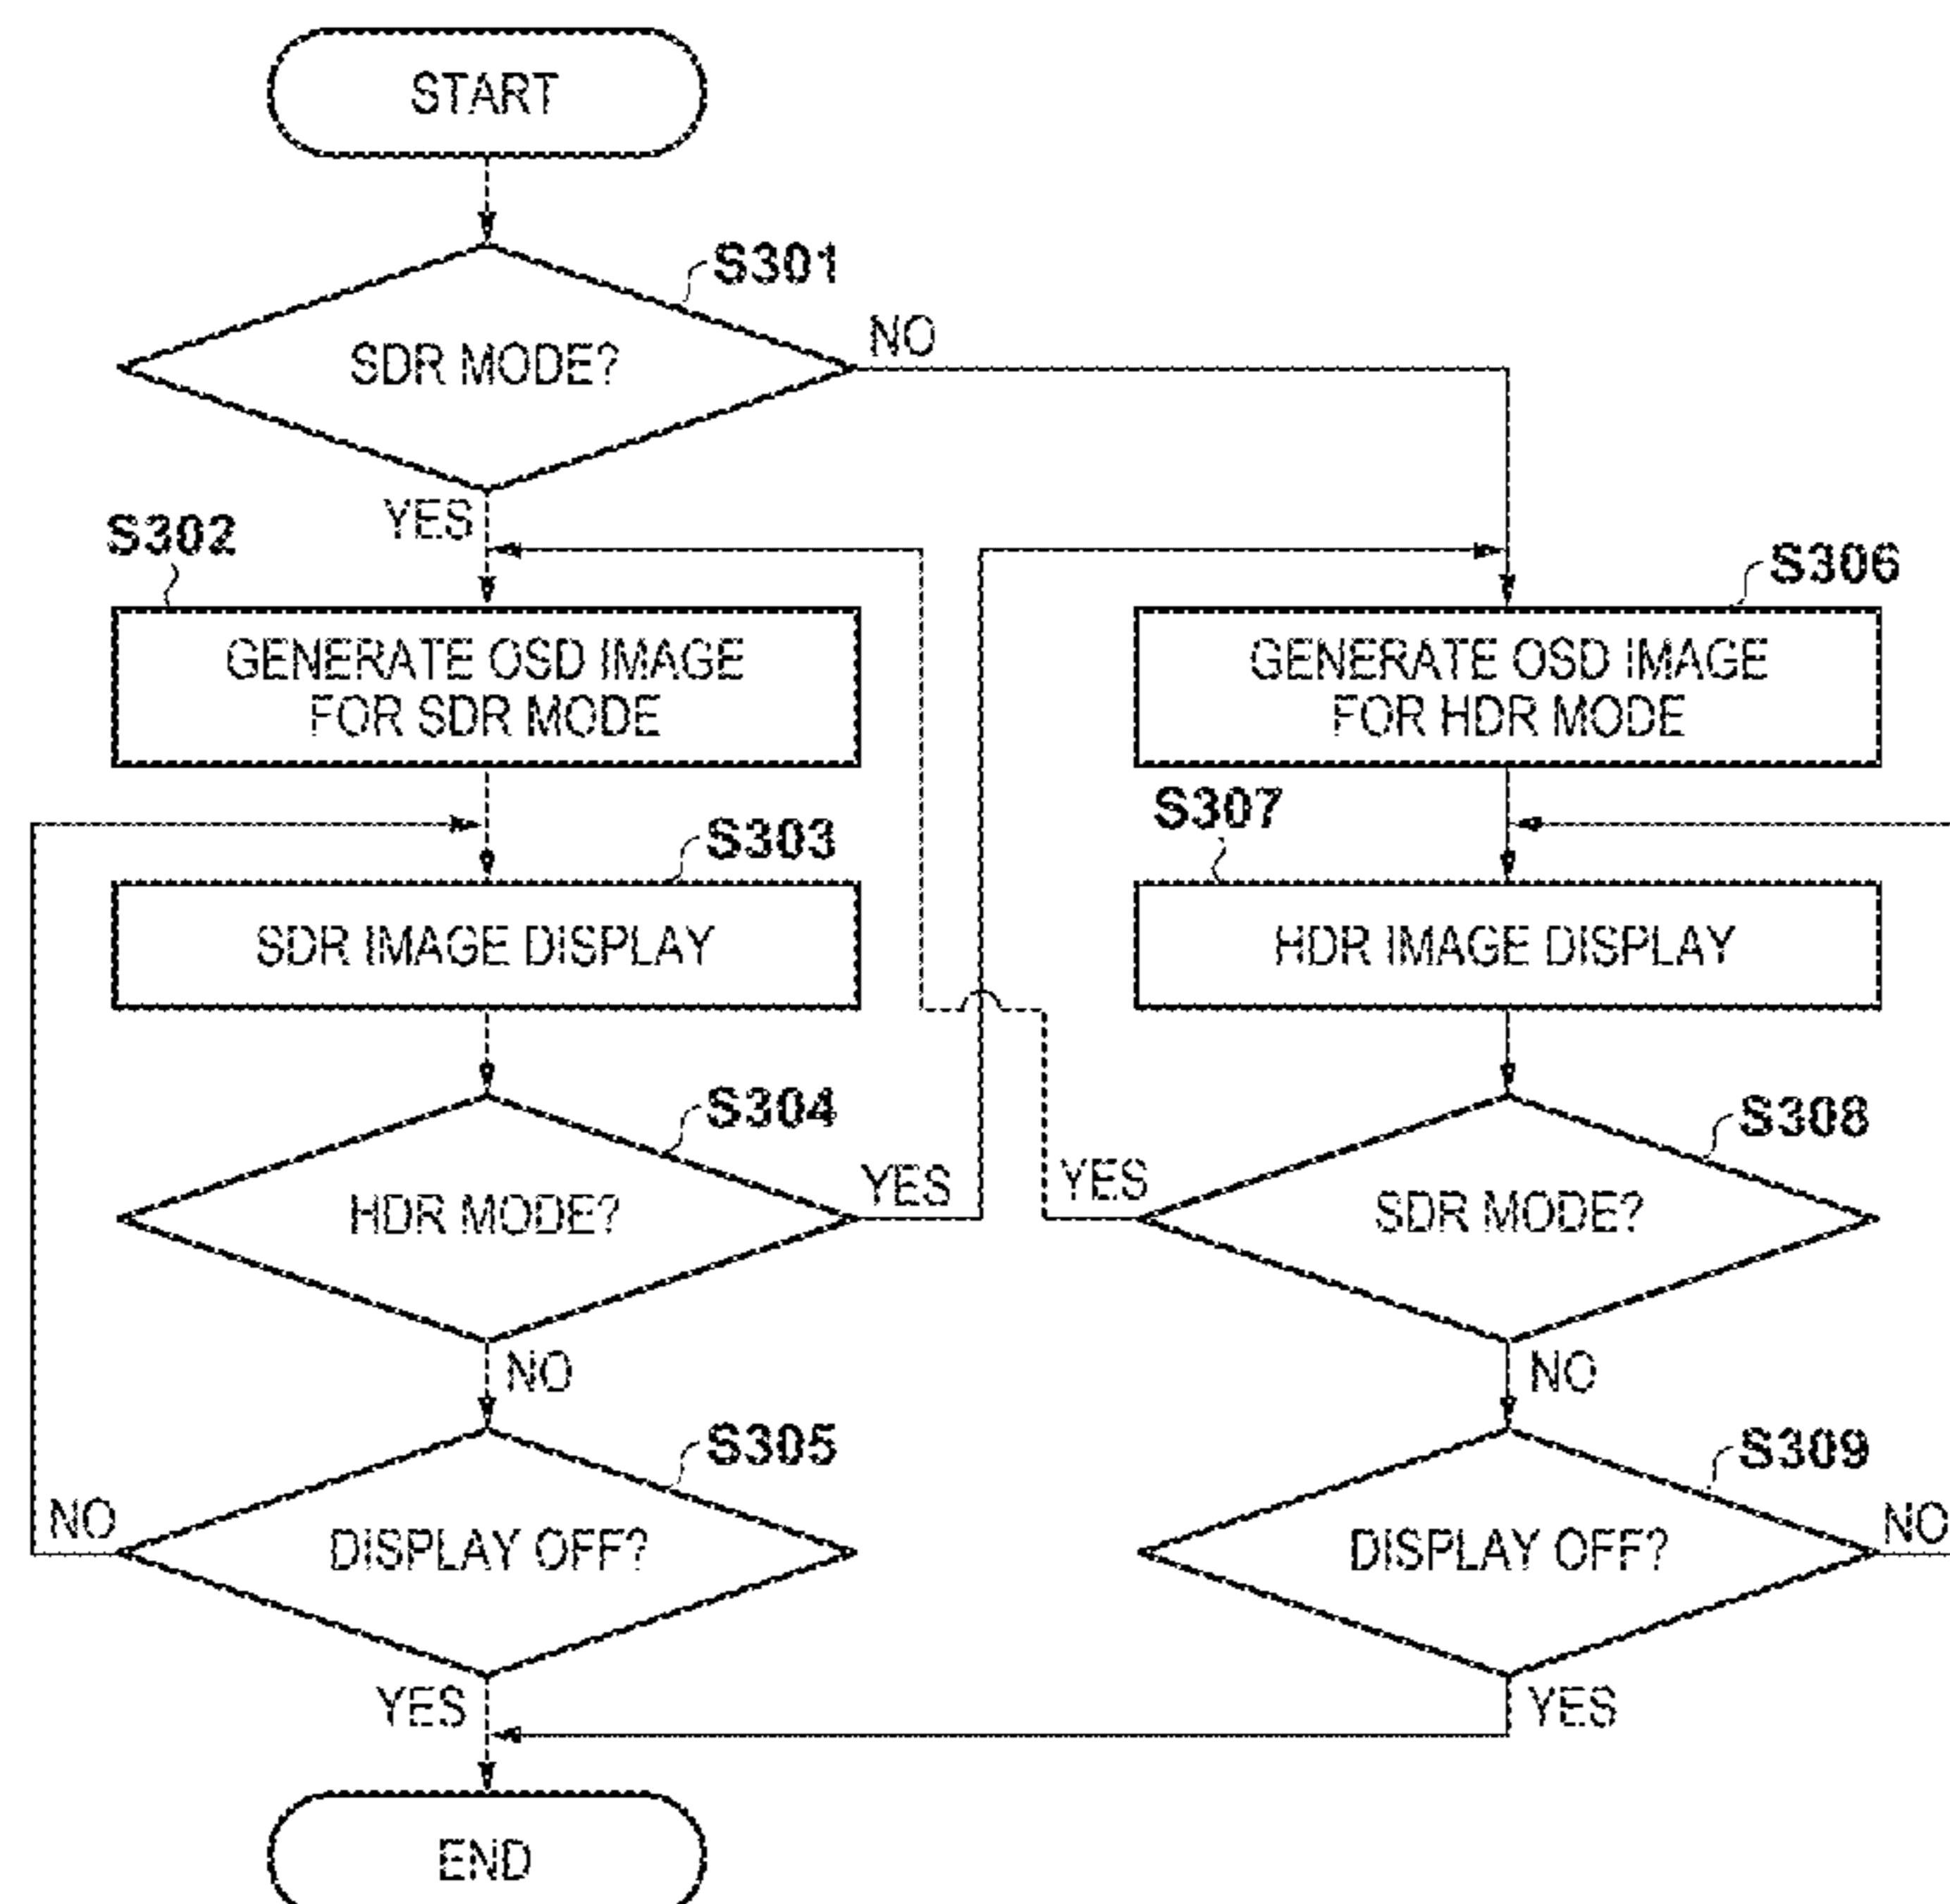 START
S301
SDR MODE?
NO
YES
S302
GENERATE OSD IMAGE
FOR SDR MODE
S303
SDR IMAGE DISPLAY
S304
HDR MODE?
YES
NO
S305
DISPLAY OFF?
NO
YES
S306
GENERATE OSD IMAGE
FOR HDR MODE
S307
HDR IMAGE DISPLAY
S308
SDR MODE?
YES
NO
S309
DISPLAY OFF?
NO
YES
END